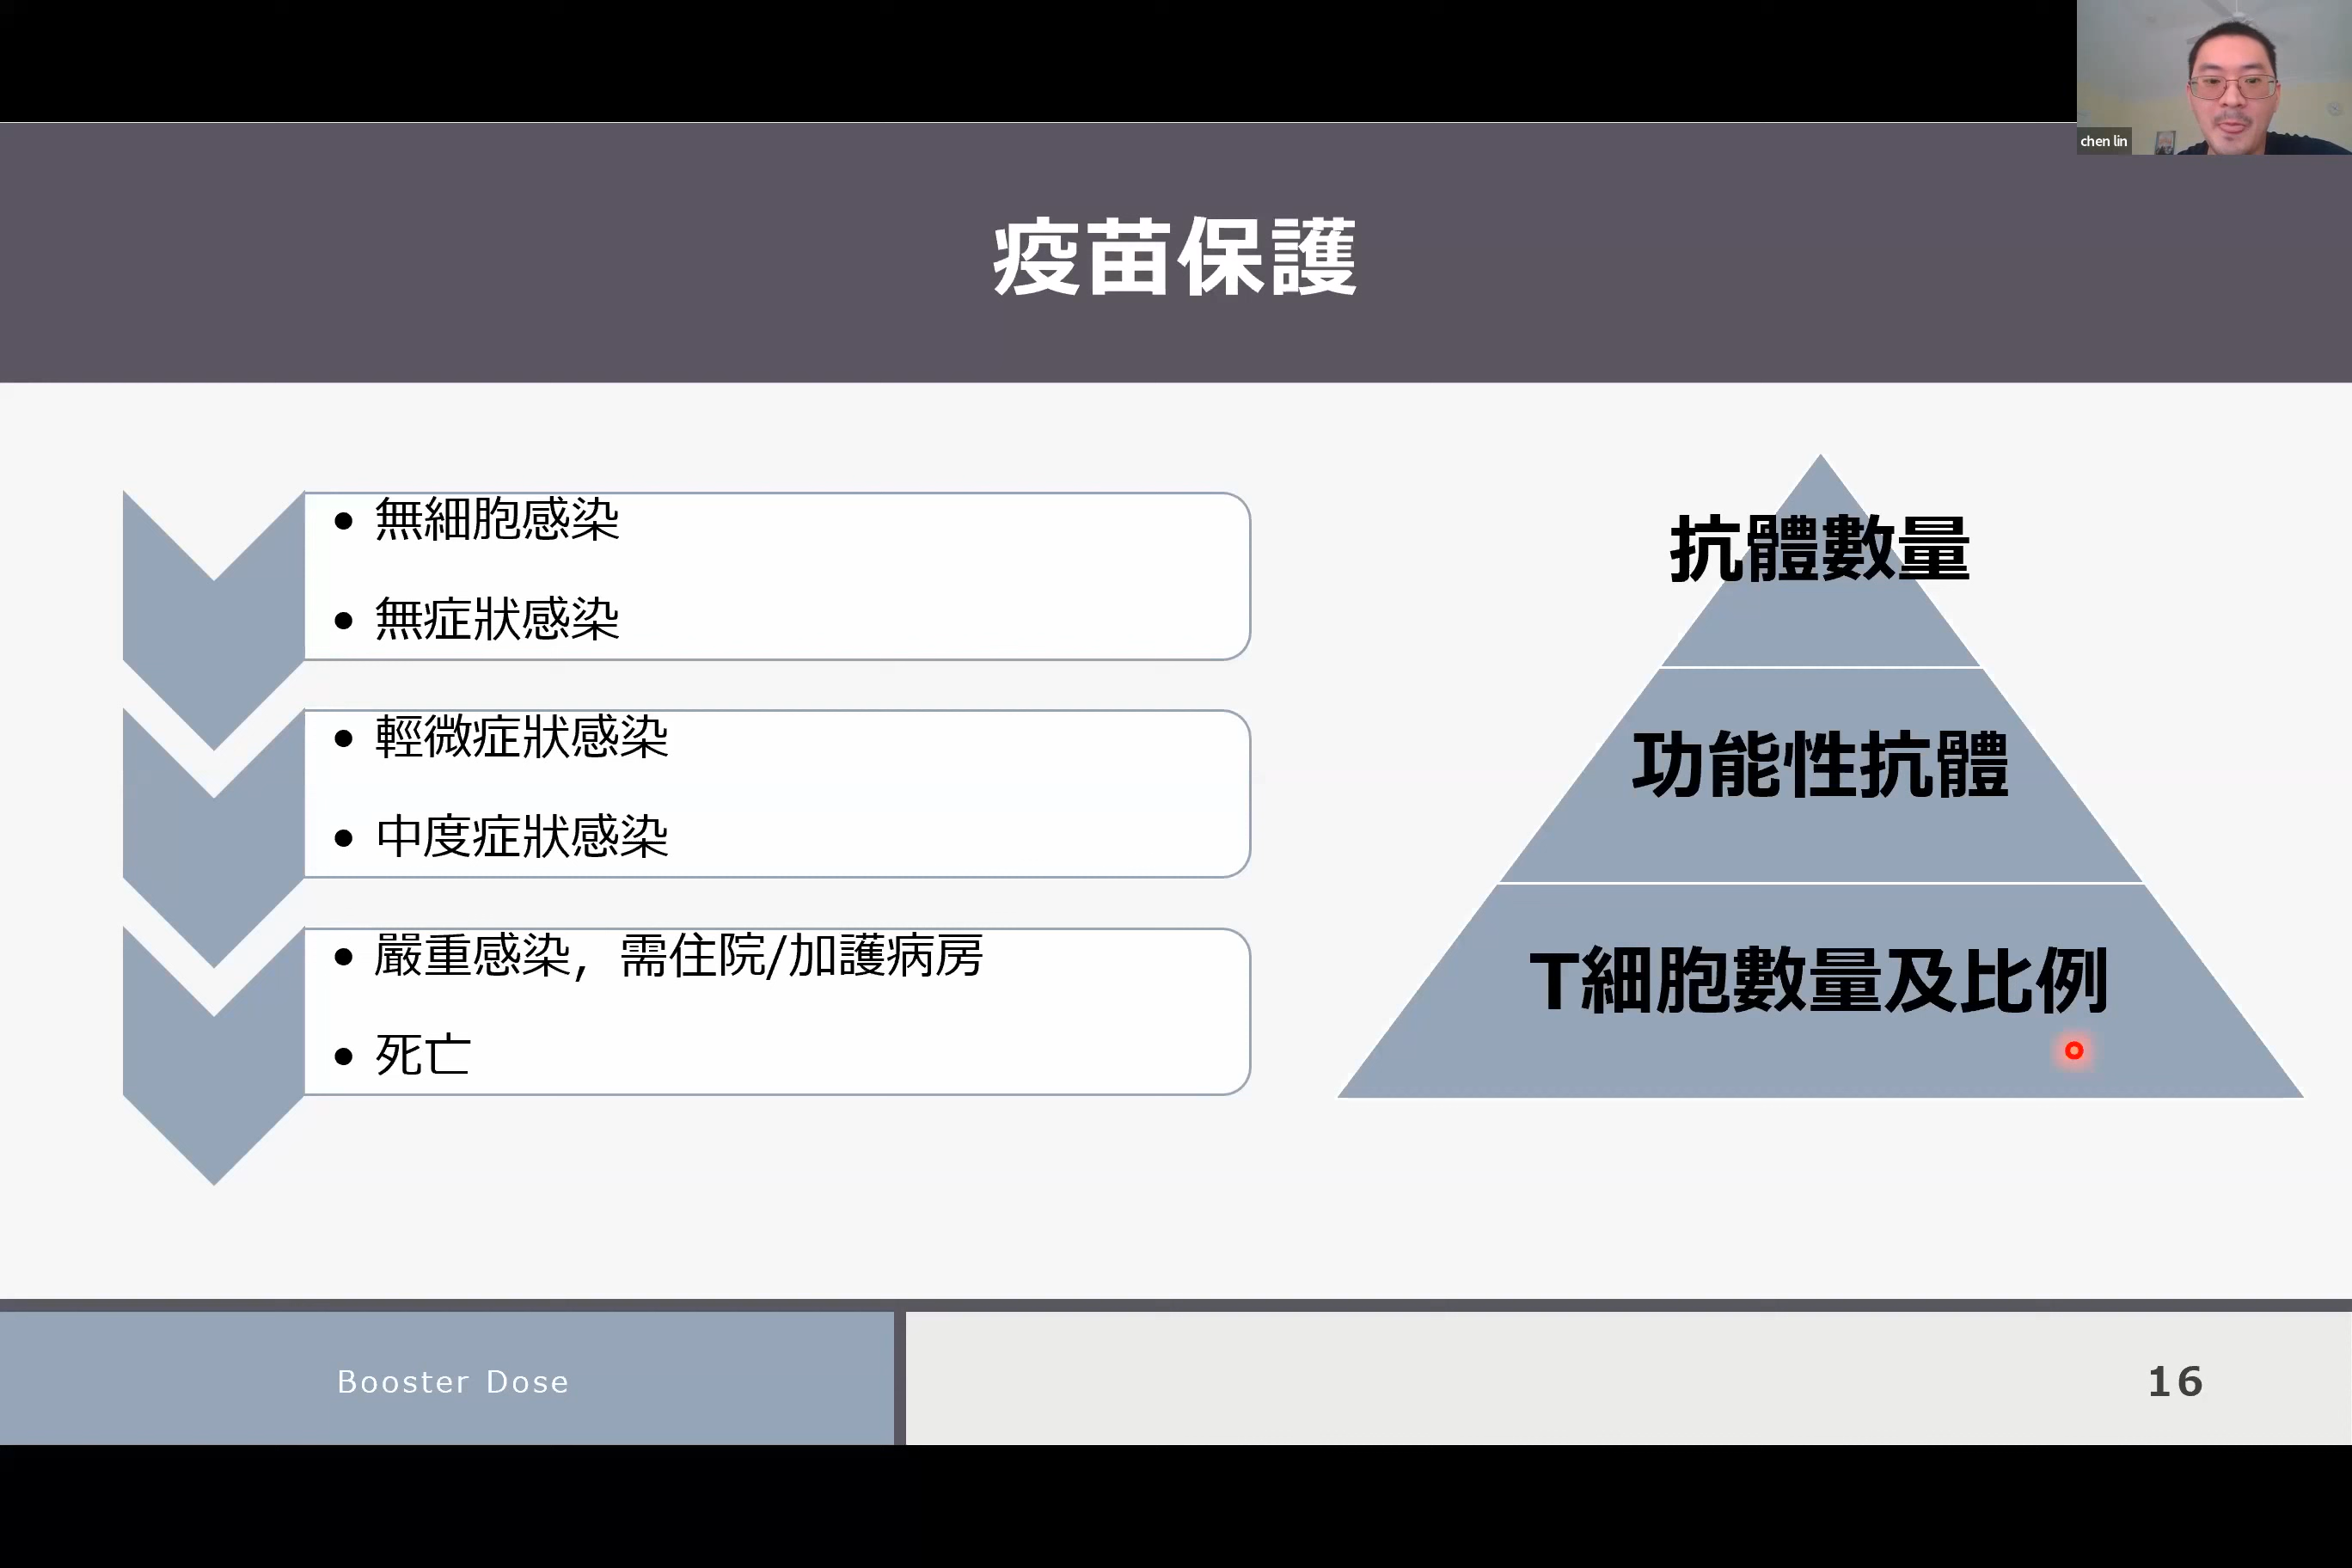 chen lin
疫苗保護
• 無細胞感染
• 無症狀感染
• 輕微症狀感染
• 中度症狀感染
• 嚴重感染，需住院/加護病房
• 死亡
抗體數量
功能性抗體
T細胞數量及比例
Booster Dose
16